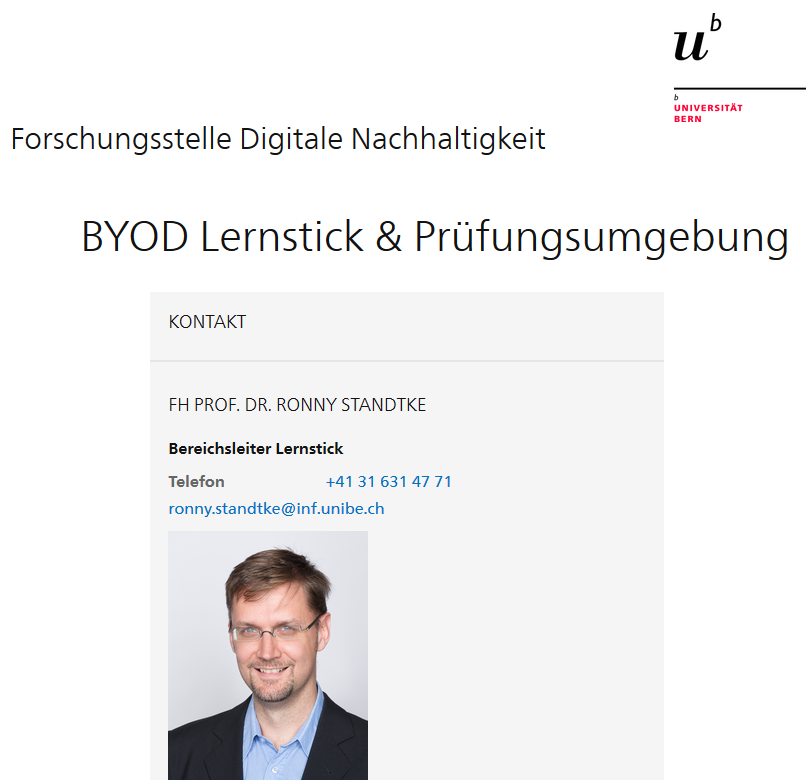 u b
b
UNIVERSITÄT
BERN
Forschungsstelle Digitale Nachhaltigkeit
BYOD Lernstick & Prüfungsumgebung
KONTAKT
FH PROF. DR. RONNY STANDTKE
Bereichsleiter Lernstick
Telefon +41 31 631 47 71
ronny.standtke@inf.unibe.ch